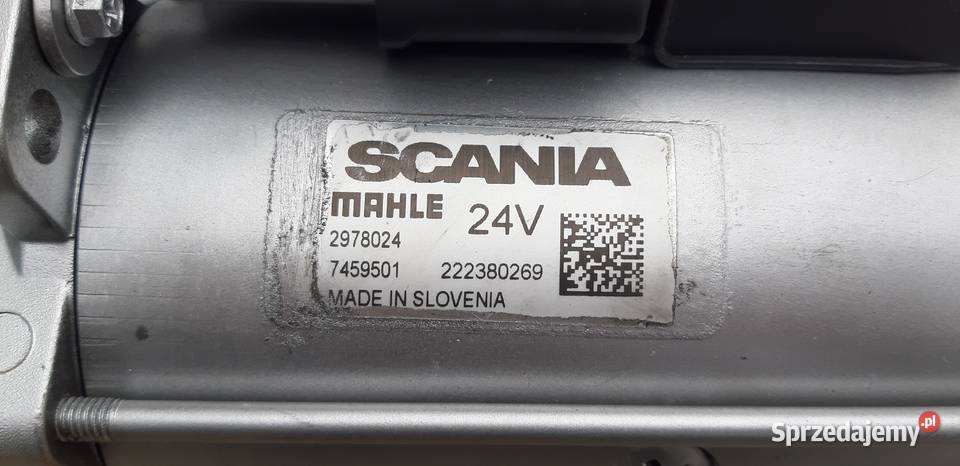 SCANIA
MAHLE 24V
2978024
7459501 222380269
MADE IN SLOVENIA
Sprzedajemy.pl